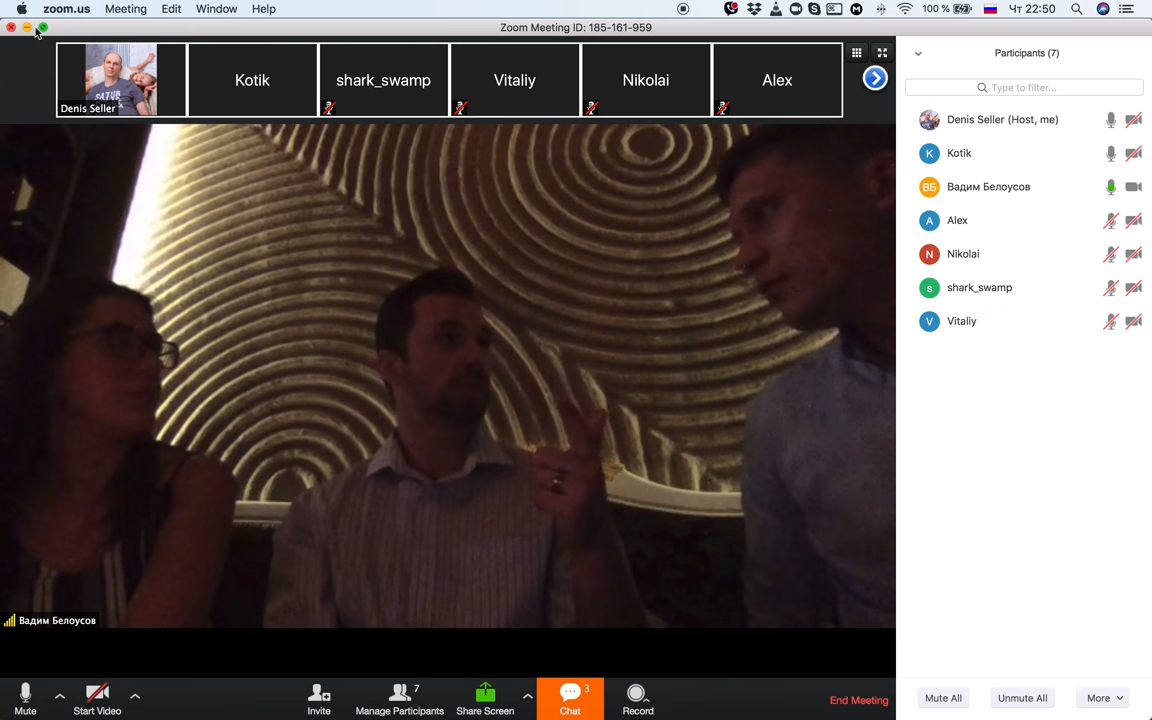 zoom.us Meeting Edit Window Help
100 % Чт 22:50
Zoom Meeting ID: 185-161-959
Denis Seller
Kotik
shark_swamp
Vitaliy
Nikolai
Alex
Participants (7)
Type to filter...
Denis Seller (Host, me)
K Kotik
ВБ Вадим Белоусов
A Alex
N Nikolai
s shark_swamp
V Vitaliy
Вадим Белоусов
Mute
Start Video
Invite
7
Manage Participants
Share Screen
3
Chat
Record
End Meeting
Mute All
Unmute All
More